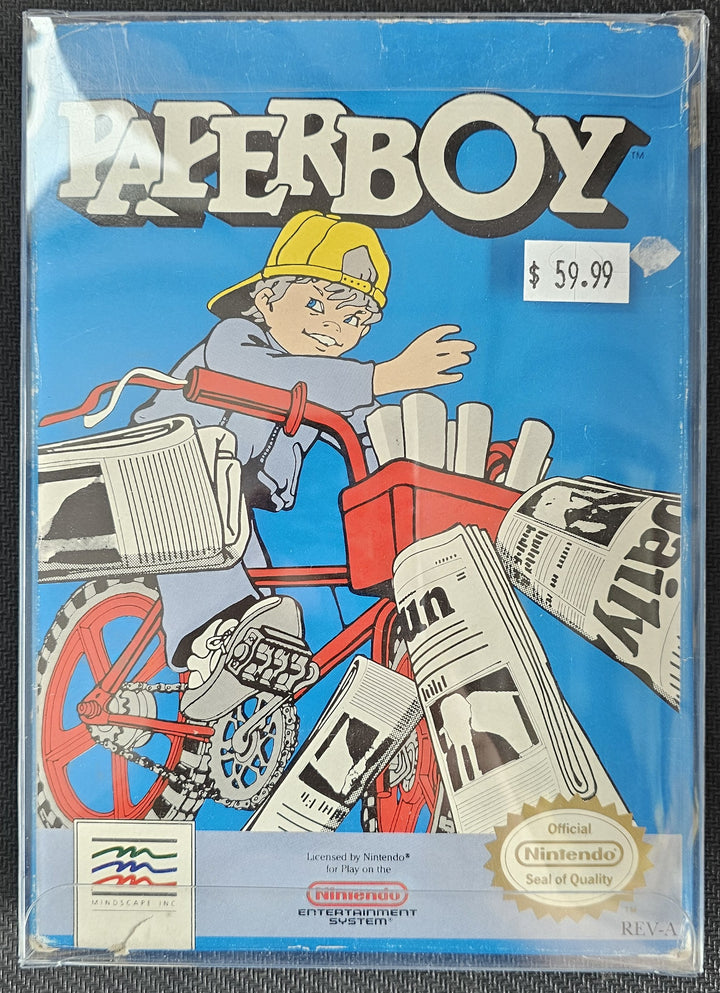 PAPERBOY™
$ 59.99
Daily
Sun
Official
Nintendo®
Seal of Quality
™
Licensed by Nintendo®
for Play on the
Nintendo®
ENTERTAINMENT
SYSTEM®
MINDSCAPE INC
®
REV-A